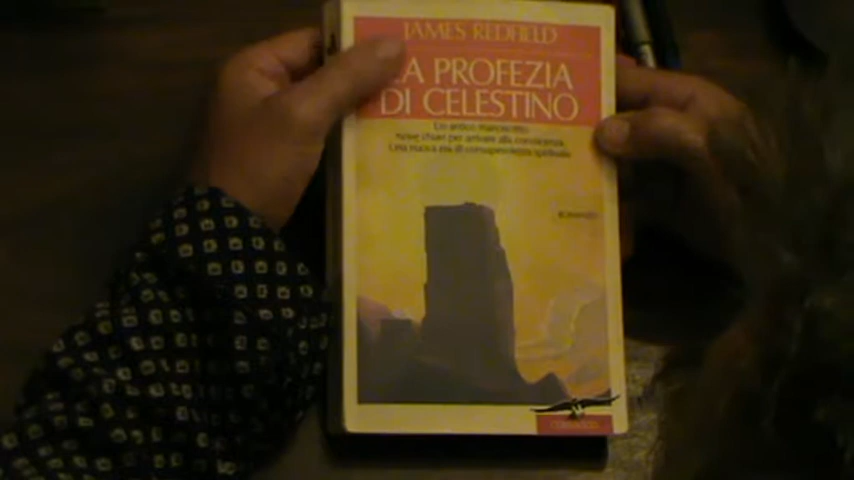 JAMES REDFIELD
LA PROFEZIA
DI CELESTINO
Un antico manoscritto
nove chiavi per arrivare alla conoscenza.
Una nuova era di consapevolezza spirituale
ROMANZO
CORBACCIO